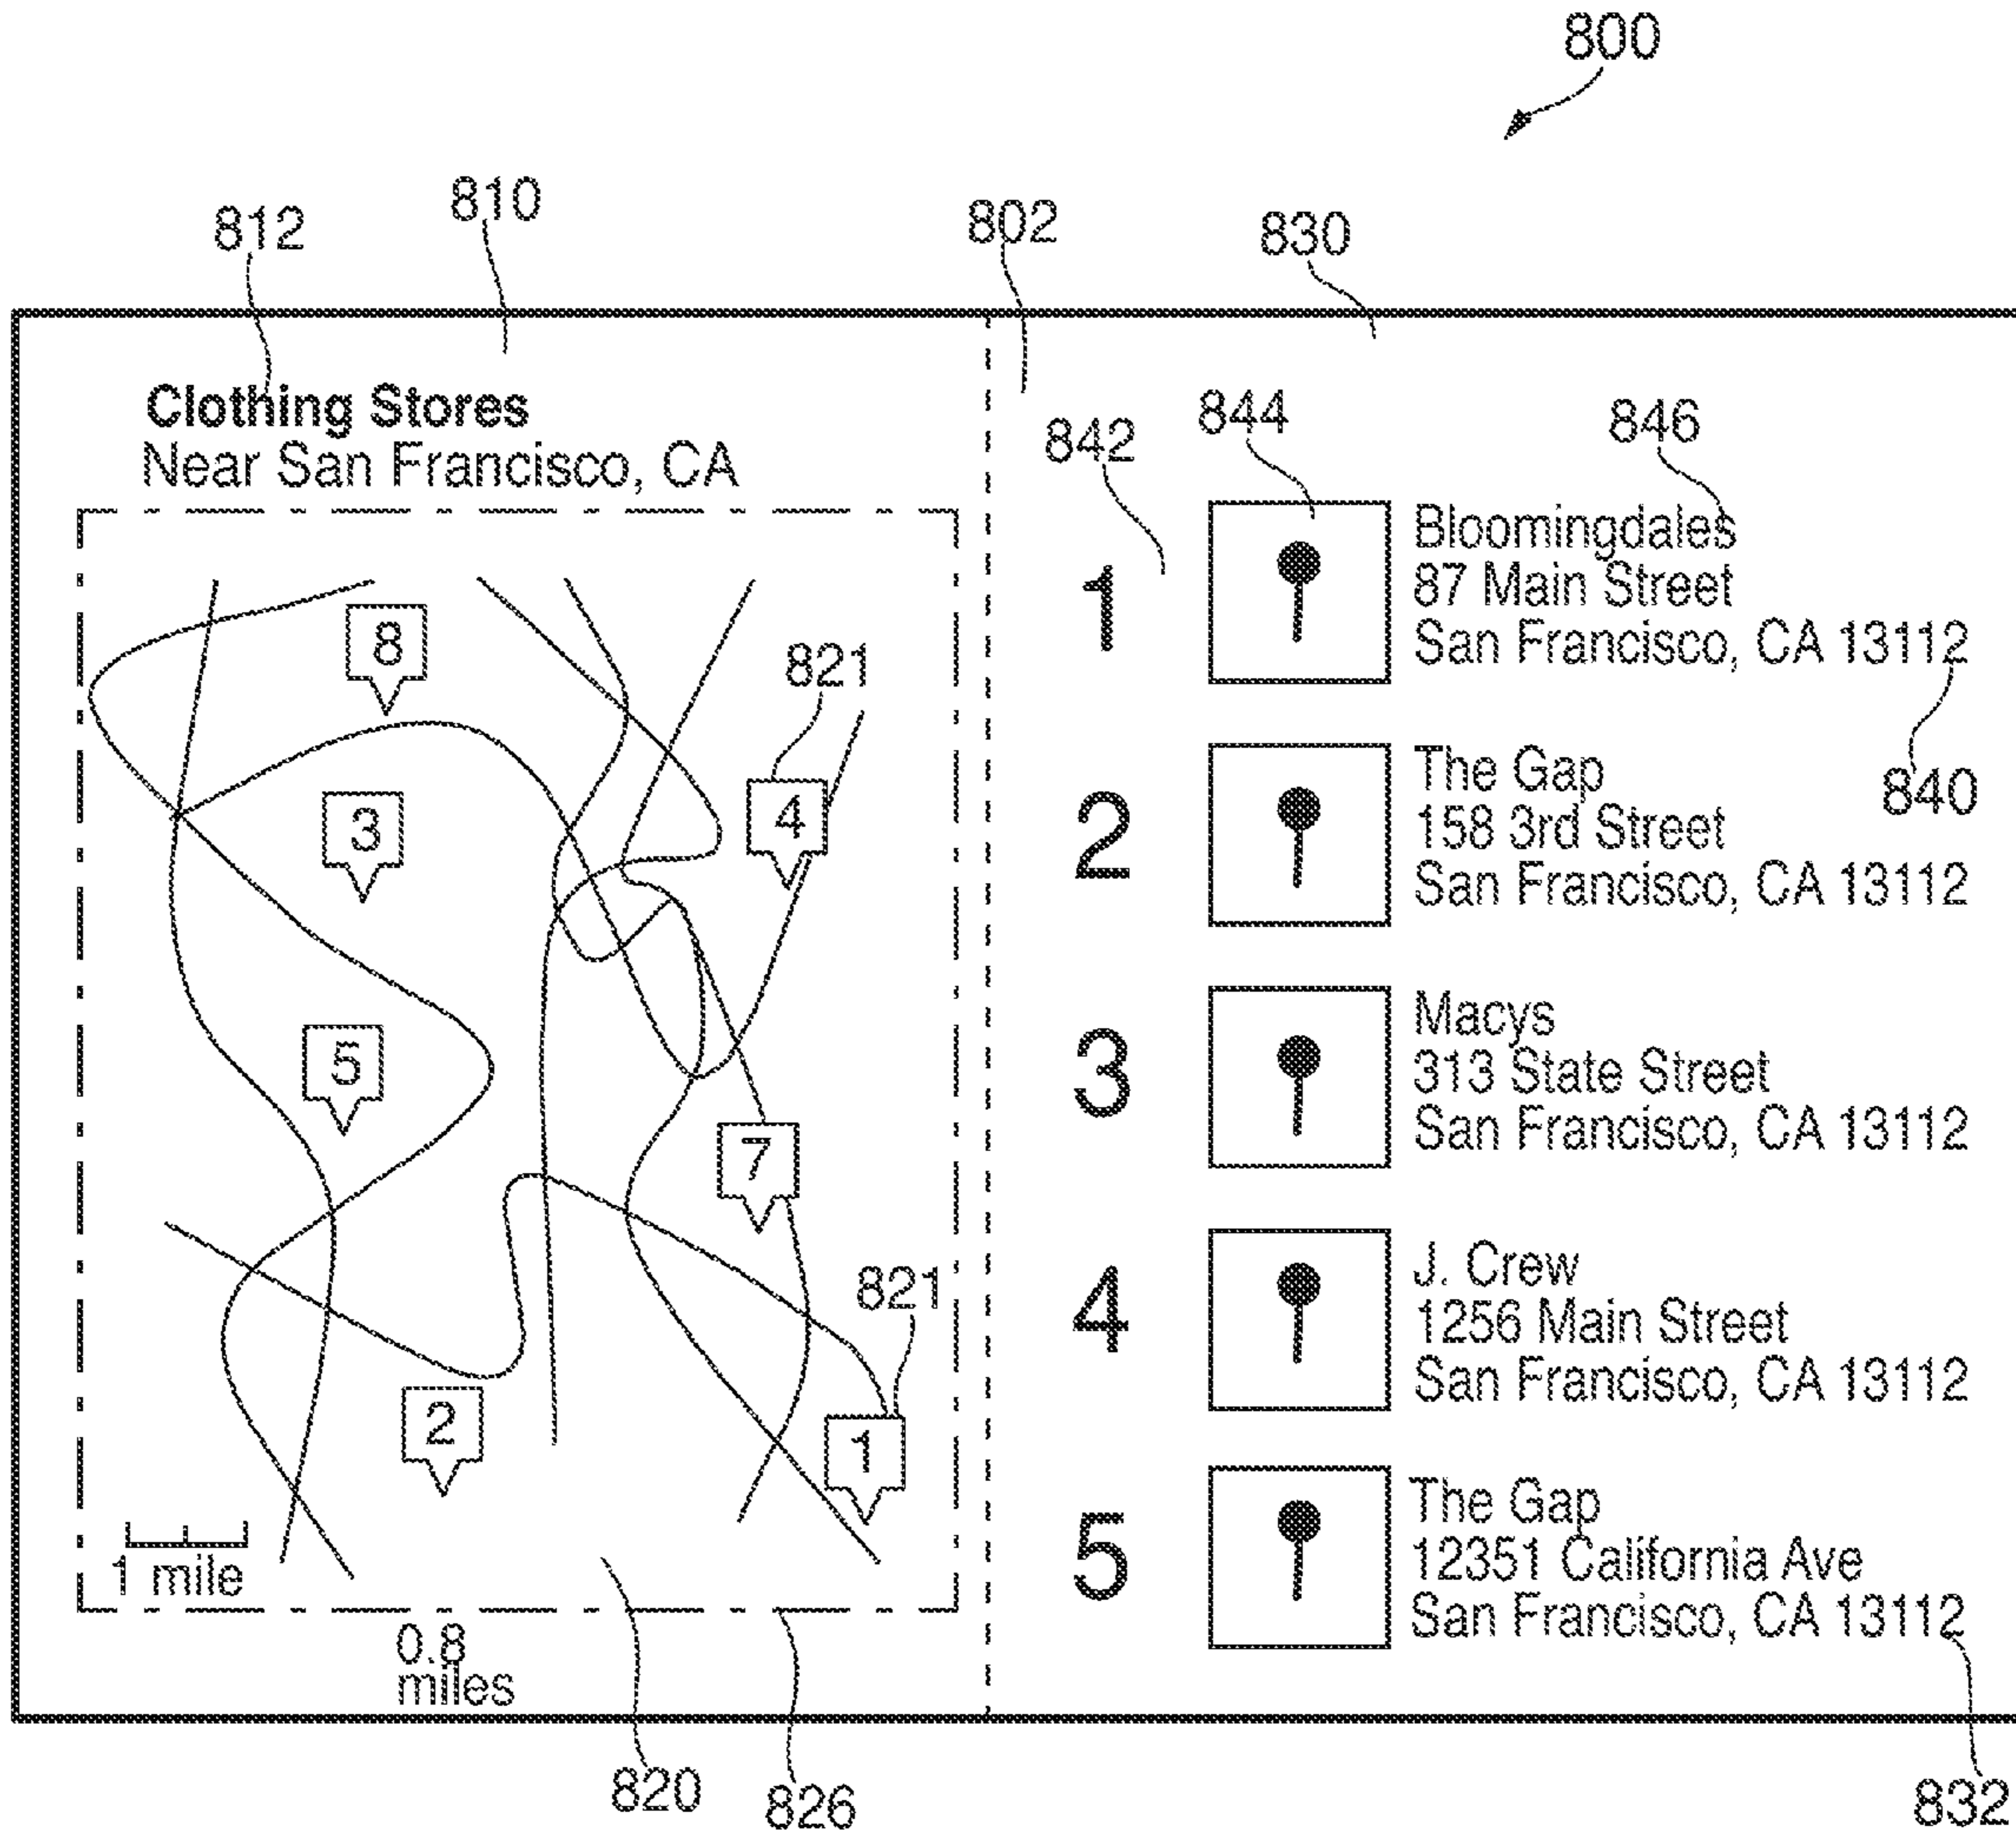 800
812
810
802
830
Clothing Stores
Near San Francisco, CA
8
821
3
4
5
7
821
2
1
1 mile
0.8
miles
820
826
842
844
846
1
Bloomingdales
87 Main Street
San Francisco, CA 13112
840
2
The Gap
158 3rd Street
San Francisco, CA 13112
3
Macys
313 State Street
San Francisco, CA 13112
4
J. Crew
1256 Main Street
San Francisco, CA 13112
5
The Gap
12351 California Ave
San Francisco, CA 13112
832